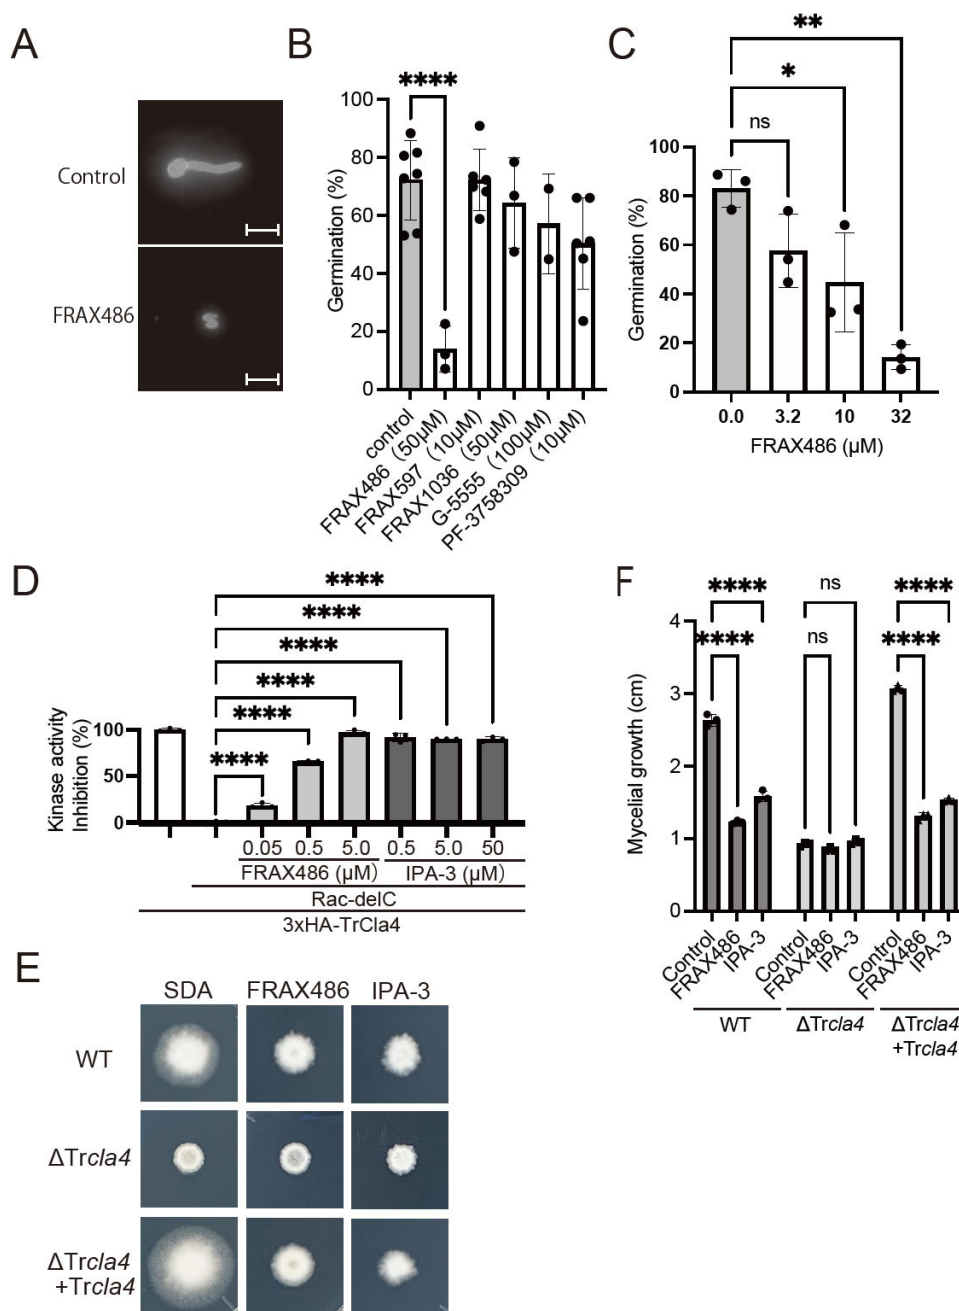 A
Control
FRAX486
B
****
Germination (%)
100
80
60
40
20
0
control
FRAX486 (50µM)
FRAX597 (10µM)
FRAX1036 (50µM)
G-5555 (100µM)
PF-3758309 (10µM)
C
**
*
ns
Germination (%)
100
80
60
40
20
0
0.0 3.2 10 32
FRAX486 (µM)
D
****
****
****
****
****
****
Kinase activity
Inhibition (%)
100
50
0
0.05 0.5 5.0 0.5 5.0 50
FRAX486 (µM) IPA-3 (µM)
Rac-delC
3xHA-TrCla4
E
SDA FRAX486 IPA-3
WT
ΔTrcla4
ΔTrcla4
+Trcla4
F
**** ns ****
**** ns ****
Mycelial growth (cm)
4
3
2
1
0
Control FRAX486 IPA-3 Control FRAX486 IPA-3 Control FRAX486 IPA-3
WT ΔTrcla4 ΔTrcla4
+Trcla4